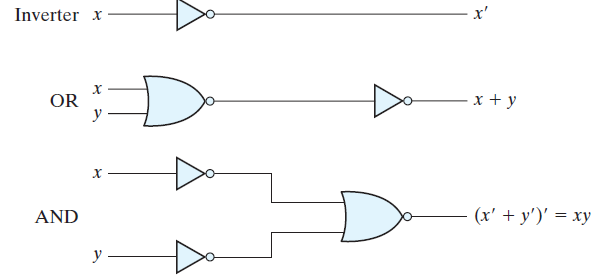 Inverter x x′
x
OR x + y
y
x
AND (x′ + y′)′ = xy
y